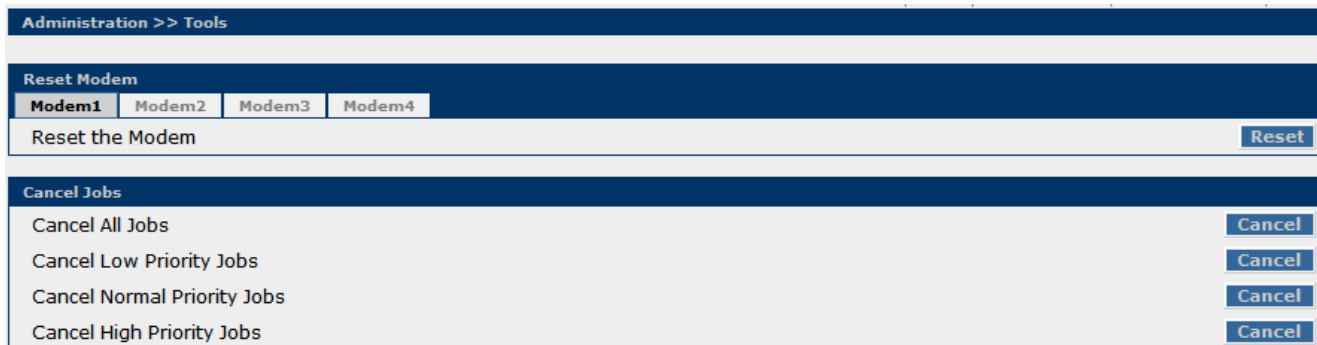 Administration >> Tools
Reset Modem
Modem1 Modem2 Modem3 Modem4
Reset the Modem Reset
Cancel Jobs
Cancel All Jobs Cancel
Cancel Low Priority Jobs Cancel
Cancel Normal Priority Jobs Cancel
Cancel High Priority Jobs Cancel